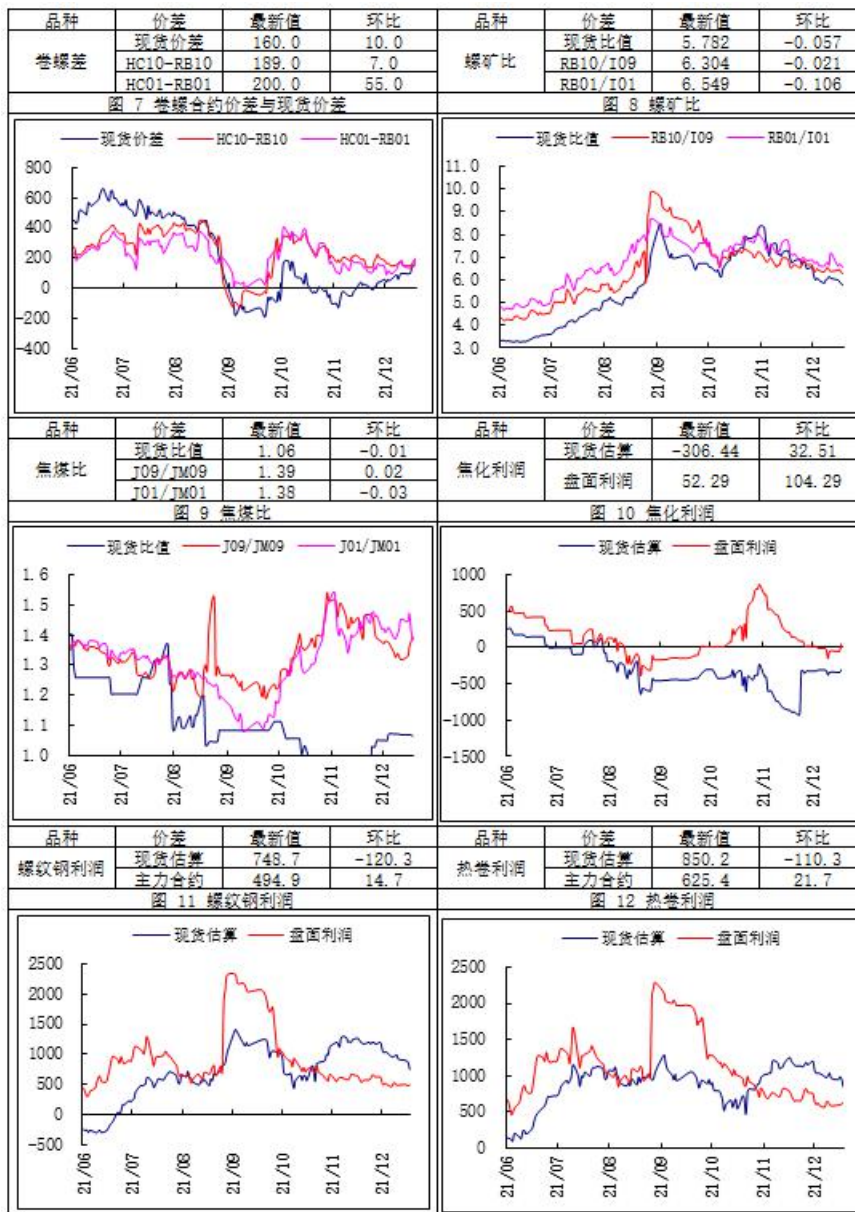 品种 价差 最新值 环比
卷螺差 现货价差 160.0 10.0
HC10-RB10 189.0 7.0
HC01-RB01 200.0 55.0
品种 价差 最新值 环比
螺矿比 现货比值 5.782 -0.057
RB10/I09 6.304 -0.021
RB01/I01 6.549 -0.106
图 7 卷螺合约价差与现货价差
现货价差 HC10-RB10 HC01-RB01
800
600
400
200
0
-200
-400
21/06 21/07 21/08 21/09 21/10 21/11 21/12
图 8 螺矿比
现货比值 RB10/I09 RB01/I01
11.0
10.0
9.0
8.0
7.0
6.0
5.0
4.0
3.0
21/06 21/07 21/08 21/09 21/10 21/11 21/12
品种 价差 最新值 环比
焦煤比 现货比值 1.06 -0.01
J09/JM09 1.39 0.02
J01/JM01 1.38 -0.03
品种 价差 最新值 环比
焦化利润 现货估算 -306.44 32.51
盘面利润 52.29 104.29
图 9 焦煤比
现货比值 J09/JM09 J01/JM01
1.6
1.5
1.4
1.3
1.2
1.1
1.0
21/06 21/07 21/08 21/09 21/10 21/11 21/12
图 10 焦化利润
现货估算 盘面利润
1000
500
0
-500
-1000
-1500
21/06 21/07 21/08 21/09 21/10 21/11 21/12
品种 价差 最新值 环比
螺纹钢利润 现货估算 748.7 -120.3
主力合约 494.9 14.7
品种 价差 最新值 环比
热卷利润 现货估算 850.2 -110.3
主力合约 625.4 21.7
图 11 螺纹钢利润
现货估算 盘面利润
2500
2000
1500
1000
500
0
-500
21/06 21/07 21/08 21/09 21/10 21/11 21/12
图 12 热卷利润
现货估算 盘面利润
2500
2000
1500
1000
500
0
21/06 21/07 21/08 21/09 21/10 21/11 21/12